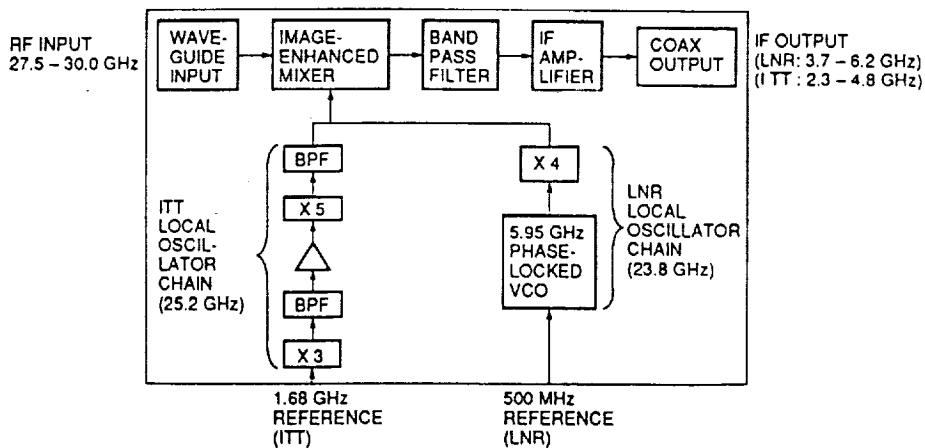 RF INPUT
27.5 – 30.0 GHz
WAVE-
GUIDE
INPUT
IMAGE-
ENHANCED
MIXER
BAND
PASS
FILTER
IF
AMP-
LIFIER
COAX
OUTPUT
IF OUTPUT
(LNR: 3.7 – 6.2 GHz)
(ITT : 2.3 – 4.8 GHz)
ITT
LOCAL
OSCIL-
LATOR
CHAIN
(25.2 GHz)
BPF
X 5
BPF
X 3
X 4
5.95 GHz
PHASE-
LOCKED
VCO
LNR
LOCAL
OSCILLATOR
CHAIN
(23.8 GHz)
1.68 GHz
REFERENCE
(ITT)
500 MHz
REFERENCE
(LNR)